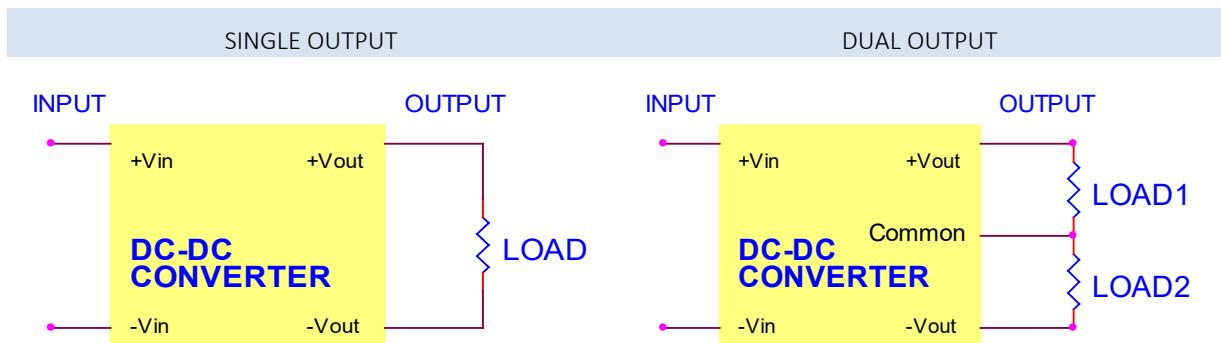 SINGLE OUTPUT
DUAL OUTPUT
INPUT
OUTPUT
+Vin
+Vout
DC-DC
CONVERTER
LOAD
-Vin
-Vout
INPUT
OUTPUT
+Vin
+Vout
LOAD1
Common
DC-DC
CONVERTER
LOAD2
-Vin
-Vout